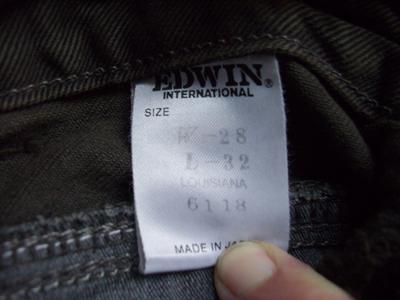 EDWIN®
INTERNATIONAL
SIZE
W-28
L-32
LOUISIANA
6118
MADE IN